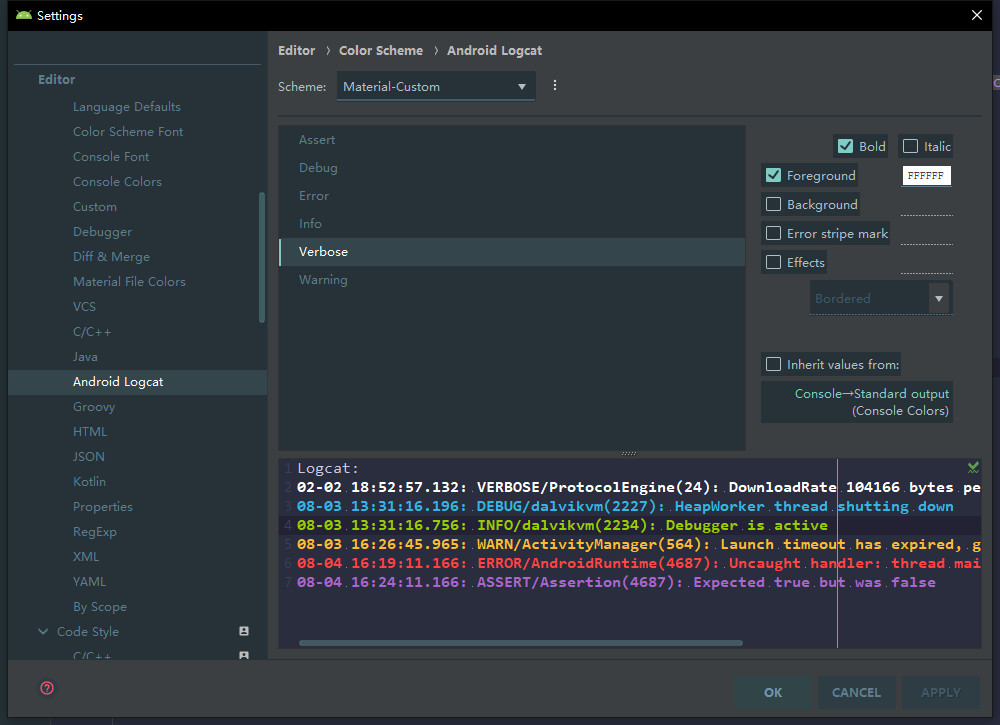 Settings
Editor
Language Defaults
Color Scheme Font
Console Font
Console Colors
Custom
Debugger
Diff & Merge
Material File Colors
VCS
C/C++
Java
Android Logcat
Groovy
HTML
JSON
Kotlin
Properties
RegExp
XML
YAML
By Scope
Code Style
C/C++
Editor › Color Scheme › Android Logcat
Scheme: Material-Custom
Assert
Debug
Error
Info
Verbose
Warning
Bold Italic
Foreground FFFFFF
Background
Error stripe mark
Effects
Bordered
Inherit values from:
Console→Standard output
(Console Colors)
1 Logcat:
2 02-02 18:52:57.132: VERBOSE/ProtocolEngine(24): DownloadRate 104166 bytes pe
3 08-03 13:31:16.196: DEBUG/dalvikvm(2227): HeapWorker thread shutting down
4 08-03 13:31:16.756: INFO/dalvikvm(2234): Debugger is active
5 08-03 16:26:45.965: WARN/ActivityManager(564): Launch timeout has expired, g
6 08-04 16:19:11.166: ERROR/AndroidRuntime(4687): Uncaught handler: thread mai
7 08-04 16:24:11.166: ASSERT/Assertion(4687): Expected true but was false
OK CANCEL APPLY